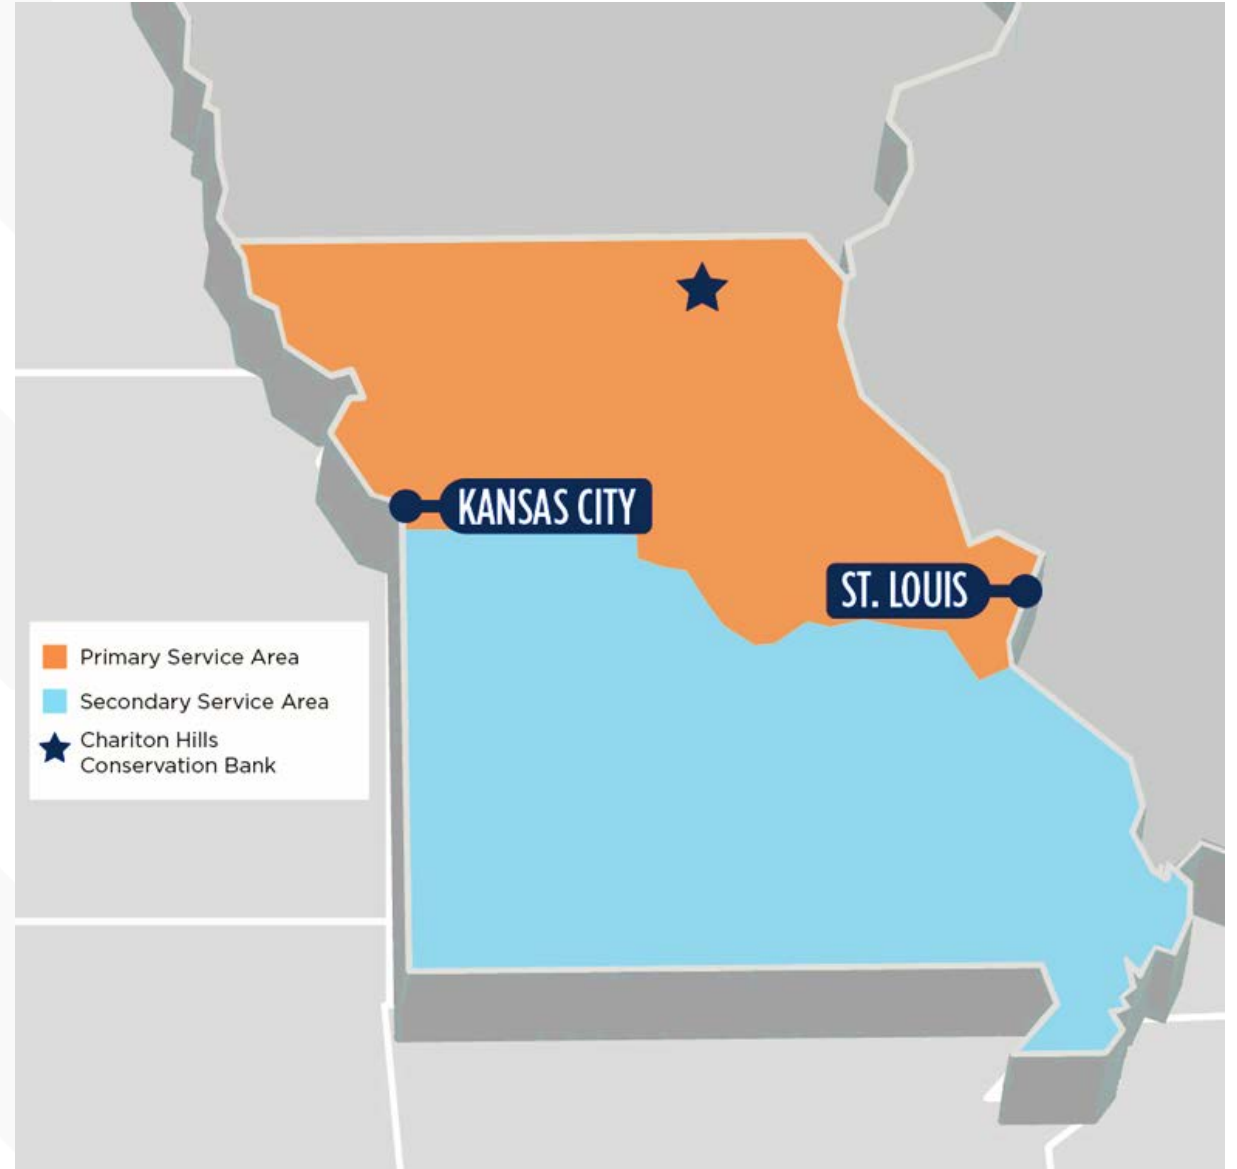 KANSAS CITY
ST. LOUIS
Primary Service Area
Secondary Service Area
Chariton Hills
Conservation Bank